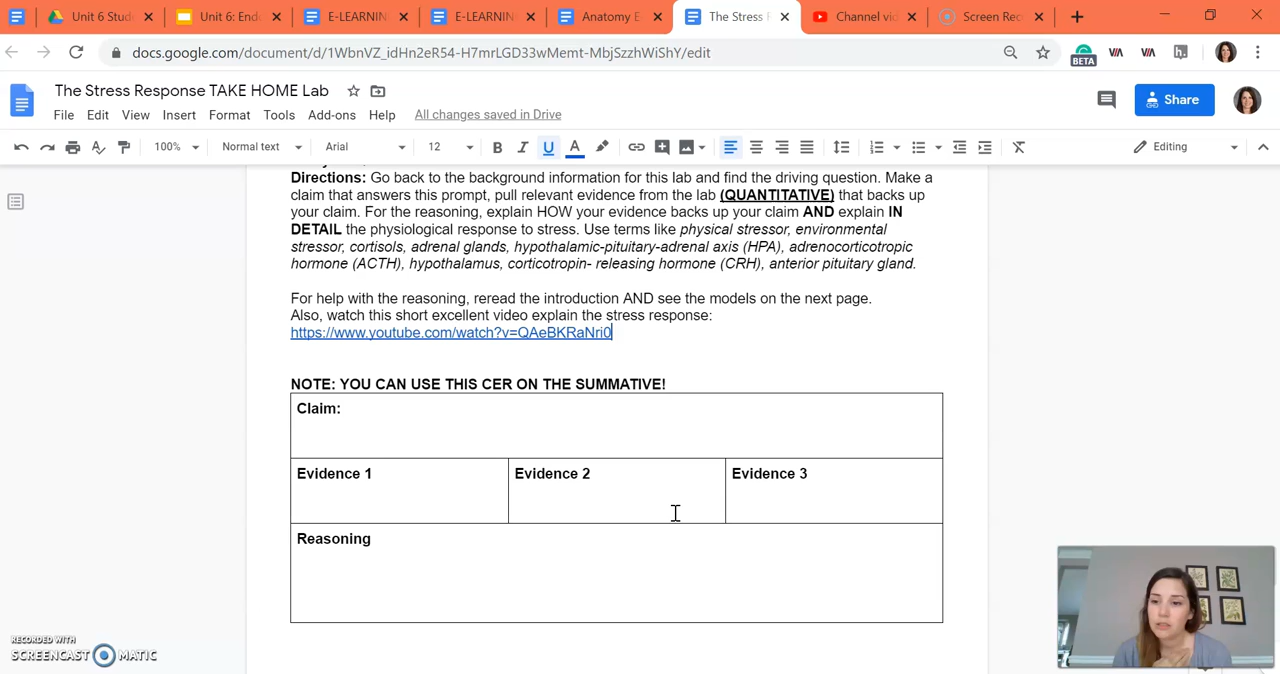 Unit 6 Stud
Unit 6: End
E-LEARNIN
E-LEARNIN
Anatomy E
The Stress R
Channel vid
Screen Rec
docs.google.com/document/d/1WbnVZ_idHn2eR54-H7mrLGD33wMemt-MbjSzzhWiShY/edit
BETA
The Stress Response TAKE HOME Lab
Share
File Edit View Insert Format Tools Add-ons Help All changes saved in Drive
100% Normal text Arial 12 B I U A Editing
Directions: Go back to the background information for this lab and find the driving question. Make a
claim that answers this prompt, pull relevant evidence from the lab (QUANTITATIVE) that backs up
your claim. For the reasoning, explain HOW your evidence backs up your claim AND explain IN
DETAIL the physiological response to stress. Use terms like physical stressor, environmental
stressor, cortisols, adrenal glands, hypothalamic-pituitary-adrenal axis (HPA), adrenocorticotropic
hormone (ACTH), hypothalamus, corticotropin- releasing hormone (CRH), anterior pituitary gland.
For help with the reasoning, reread the introduction AND see the models on the next page.
Also, watch this short excellent video explain the stress response:
https://www.youtube.com/watch?v=QAeBKRaNri0
NOTE: YOU CAN USE THIS CER ON THE SUMMATIVE!
Claim:
Evidence 1
Evidence 2
Evidence 3
Reasoning
RECORDED WITH
SCREENCAST MATIC